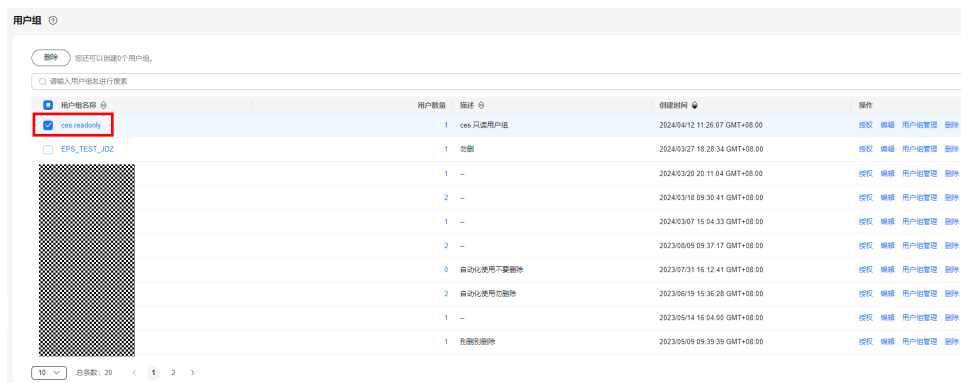 用户组
删除 您还可以创建0个用户组。
请输入用户组名进行搜索
用户组名称 用户数量 描述 创建时间 操作
ces readonly 1 ces 只读用户组 2024/04/12 11:26:07 GMT+08:00 授权 编辑 用户组管理 删除
EPS_TEST_JDZ 1 勿删 2024/03/27 18:28:34 GMT+08:00 授权 编辑 用户组管理 删除
1 -- 2024/03/20 20:11:04 GMT+08:00 授权 编辑 用户组管理 删除
2 -- 2024/03/18 09:30:41 GMT+08:00 授权 编辑 用户组管理 删除
1 -- 2024/03/07 15:04:33 GMT+08:00 授权 编辑 用户组管理 删除
2 -- 2023/08/09 09:37:17 GMT+08:00 授权 编辑 用户组管理 删除
0 自动化使用不要删除 2023/07/31 16:12:41 GMT+08:00 授权 编辑 用户组管理 删除
2 自动化使用勿删除 2023/06/19 15:36:28 GMT+08:00 授权 编辑 用户组管理 删除
1 -- 2023/05/14 16:04:00 GMT+08:00 授权 编辑 用户组管理 删除
1 别删别删除 2023/05/09 09:39:39 GMT+08:00 授权 编辑 用户组管理 删除
10 总条数: 20 < 1 2 >